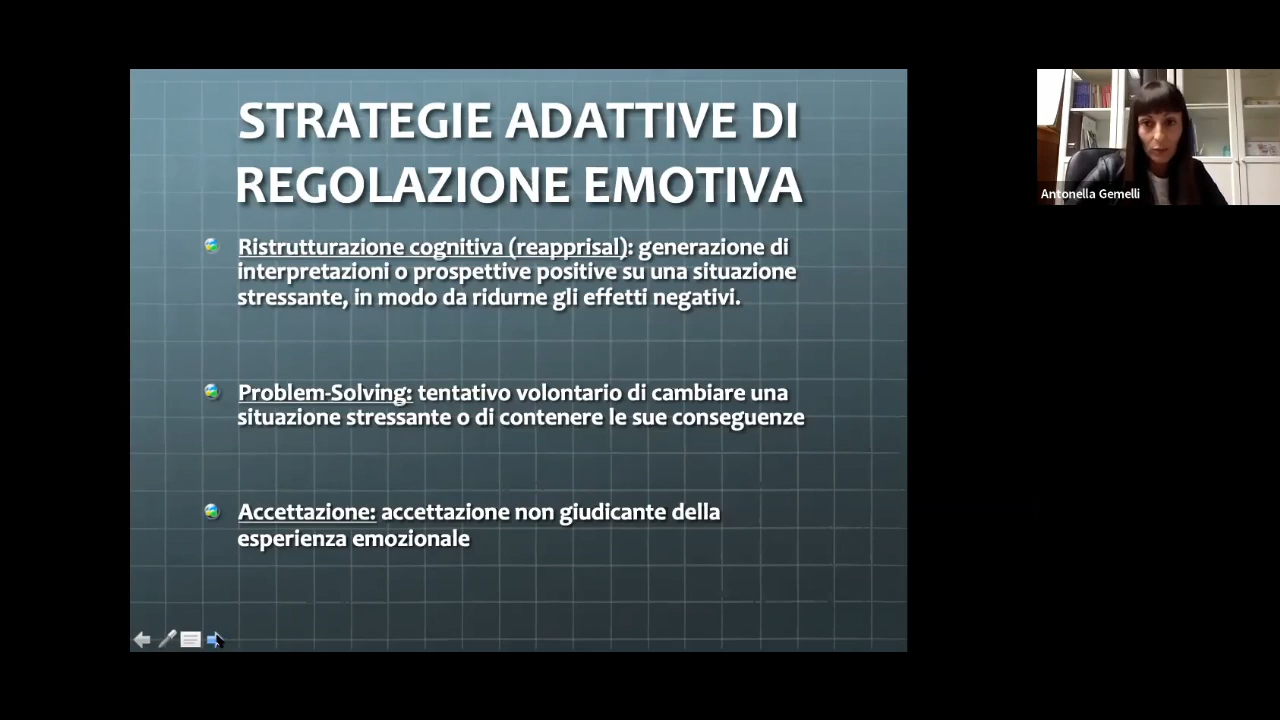 STRATEGIE ADATTIVE DI
REGOLAZIONE EMOTIVA
Ristrutturazione cognitiva (reapprisal): generazione di
interpretazioni o prospettive positive su una situazione
stressante, in modo da ridurne gli effetti negativi.
Problem-Solving: tentativo volontario di cambiare una
situazione stressante o di contenere le sue conseguenze
Accettazione: accettazione non giudicante della
esperienza emozionale
Antonella Gemelli